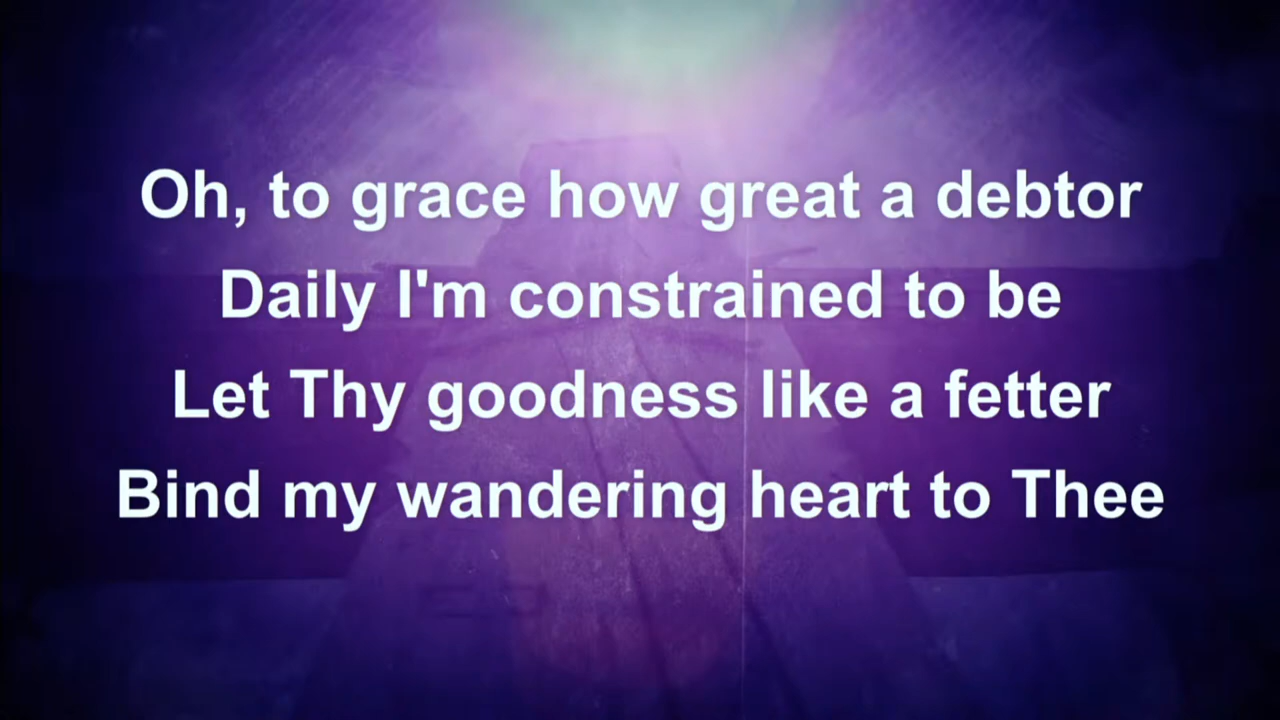 Oh, to grace how great a debtor
Daily I'm constrained to be
Let Thy goodness like a fetter
Bind my wandering heart to Thee